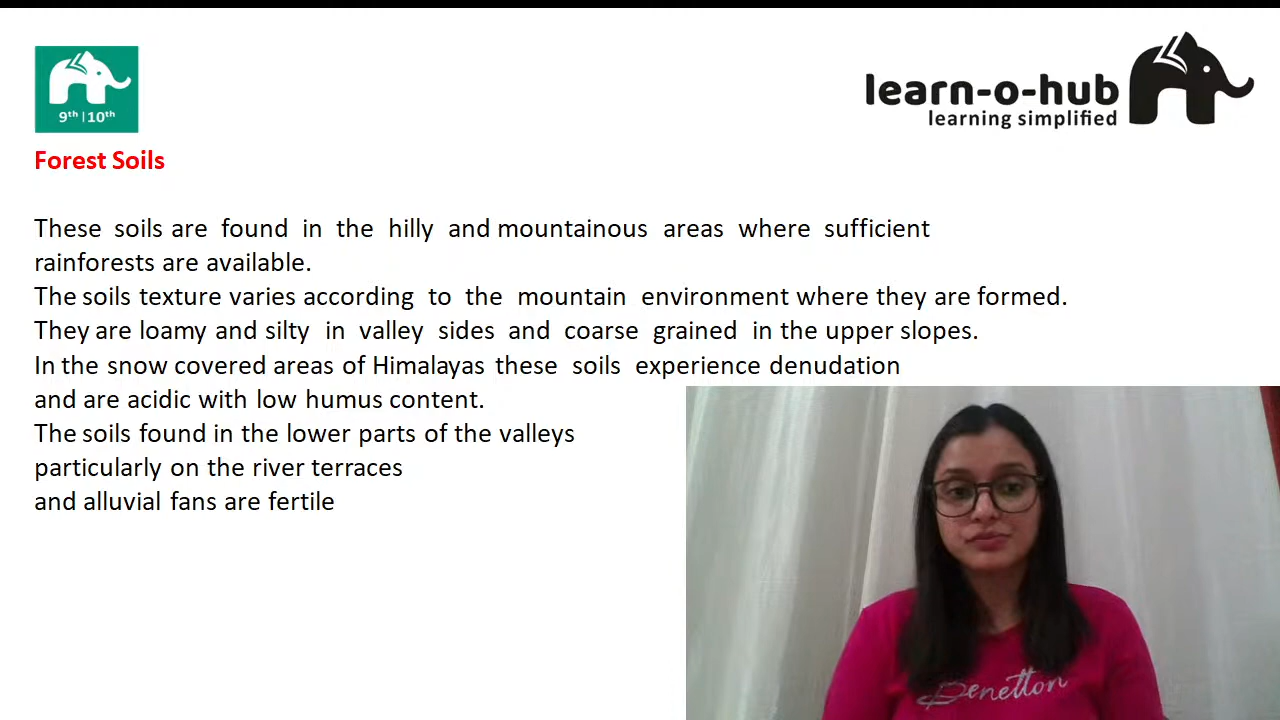 9th | 10th
learn-o-hub
learning simplified
Forest Soils
These soils are found in the hilly and mountainous areas where sufficient
rainforests are available.
The soils texture varies according to the mountain environment where they are formed.
They are loamy and silty in valley sides and coarse grained in the upper slopes.
In the snow covered areas of Himalayas these soils experience denudation
and are acidic with low humus content.
The soils found in the lower parts of the valleys
particularly on the river terraces
and alluvial fans are fertile
Benetton